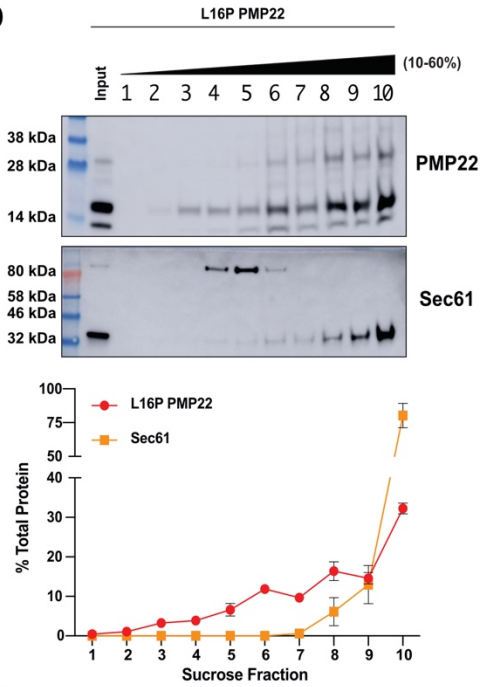 L16P PMP22
(10-60%)
Input 1 2 3 4 5 6 7 8 9 10
38 kDa
28 kDa
14 kDa
PMP22
80 kDa
58 kDa
46 kDa
32 kDa
Sec61
100
75
50
40
30
20
10
0
% Total Protein
L16P PMP22
Sec61
1 2 3 4 5 6 7 8 9 10
Sucrose Fraction